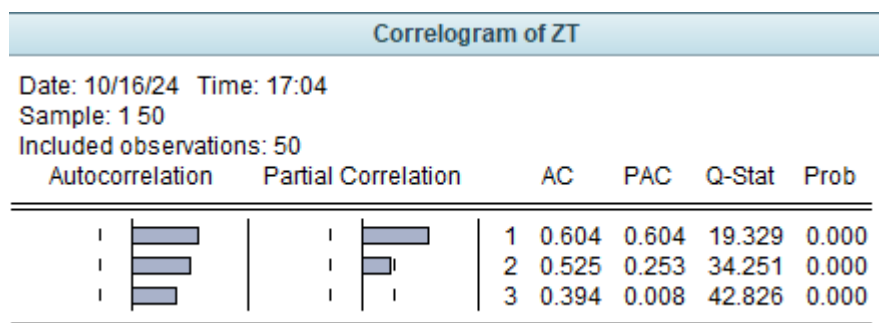 Correlogram of ZT
Date: 10/16/24 Time: 17:04
Sample: 1 50
Included observations: 50
Autocorrelation Partial Correlation AC PAC Q-Stat Prob
1 0.604 0.604 19.329 0.000
2 0.525 0.253 34.251 0.000
3 0.394 0.008 42.826 0.000